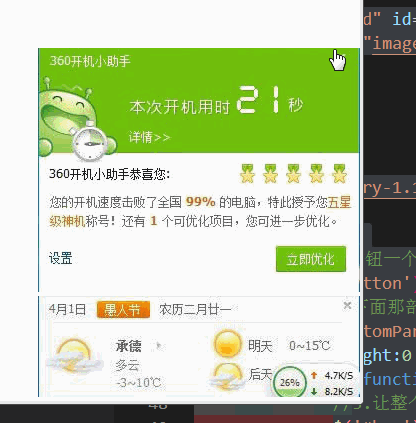 d" id=
"image
360开机小助手
本次开机用时 21 秒
详情>>
360开机小助手恭喜您:
ry-1.1
您的开机速度击败了全国 99% 的电脑，特此授予您五星
级神机称号！还有 1 个可优化项目，您可进一步优化。
钮一个
设置
立即优化
tton'
下面那部
4月1日 愚人节 农历二月廿一
tomPar
ght:0
承德
明天 0~15℃
多云
functi
-3~10℃
后天
26%
4.7K/S
8.2K/S
//3.让整个